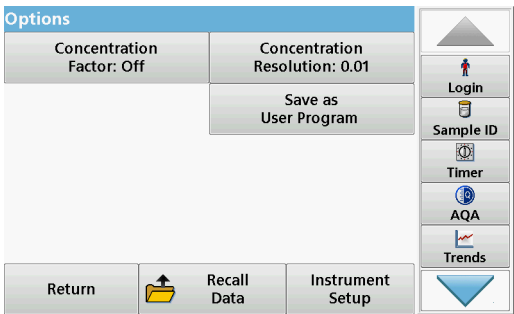 Options
Concentration
Factor: Off
Concentration
Resolution: 0.01
Save as
User Program
Login
Sample ID
Timer
AQA
Trends
Return
Recall
Data
Instrument
Setup